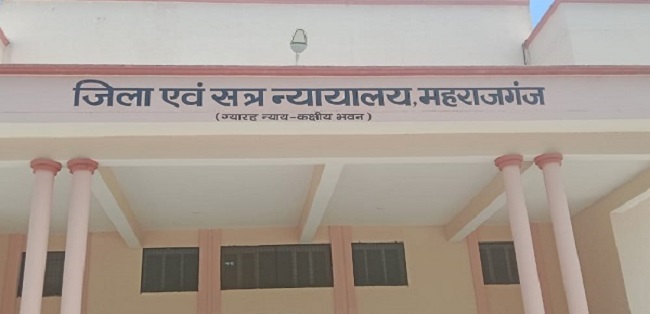 जिला एवं सत्र न्यायालय, महराजगंज
(ग्यारह न्याय-कक्षीय भवन)